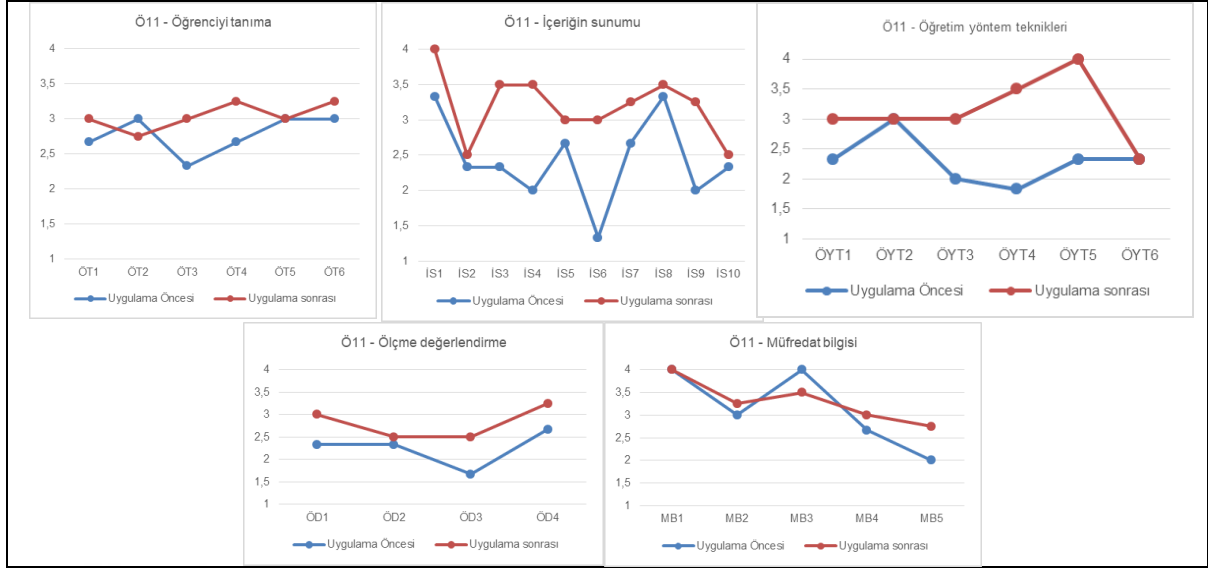 Ö11 - Öğrenciyi tanıma
4
3,5
3
2,5
2
1,5
1
ÖT1 ÖT2 ÖT3 ÖT4 ÖT5 ÖT6
Uygulama Öncesi Uygulama sonrası
Ö11 - İçeriğin sunumu
4
3,5
3
2,5
2
1,5
1
İS1 İS2 İS3 İS4 İS5 İS6 İS7 İS8 İS9 İS10
Uygulama Öncesi Uygulama sonrası
Ö11 - Öğretim yöntem teknikleri
4
3,5
3
2,5
2
1,5
1
ÖYT1 ÖYT2 ÖYT3 ÖYT4 ÖYT5 ÖYT6
Uygulama Öncesi Uygulama sonrası
Ö11 - Ölçme değerlendirme
4
3,5
3
2,5
2
1,5
1
ÖD1 ÖD2 ÖD3 ÖD4
Uygulama Öncesi Uygulama sonrası
Ö11 - Müfredat bilgisi
4
3,5
3
2,5
2
1,5
1
MB1 MB2 MB3 MB4 MB5
Uygulama Öncesi Uygulama sonrası